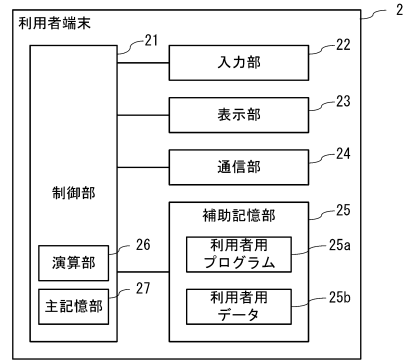 利用者端末
2
21
22
入力部
23
表示部
24
通信部
制御部
25
補助記憶部
25a
利用者用
プログラム
26
演算部
27
主記憶部
25b
利用者用
データ